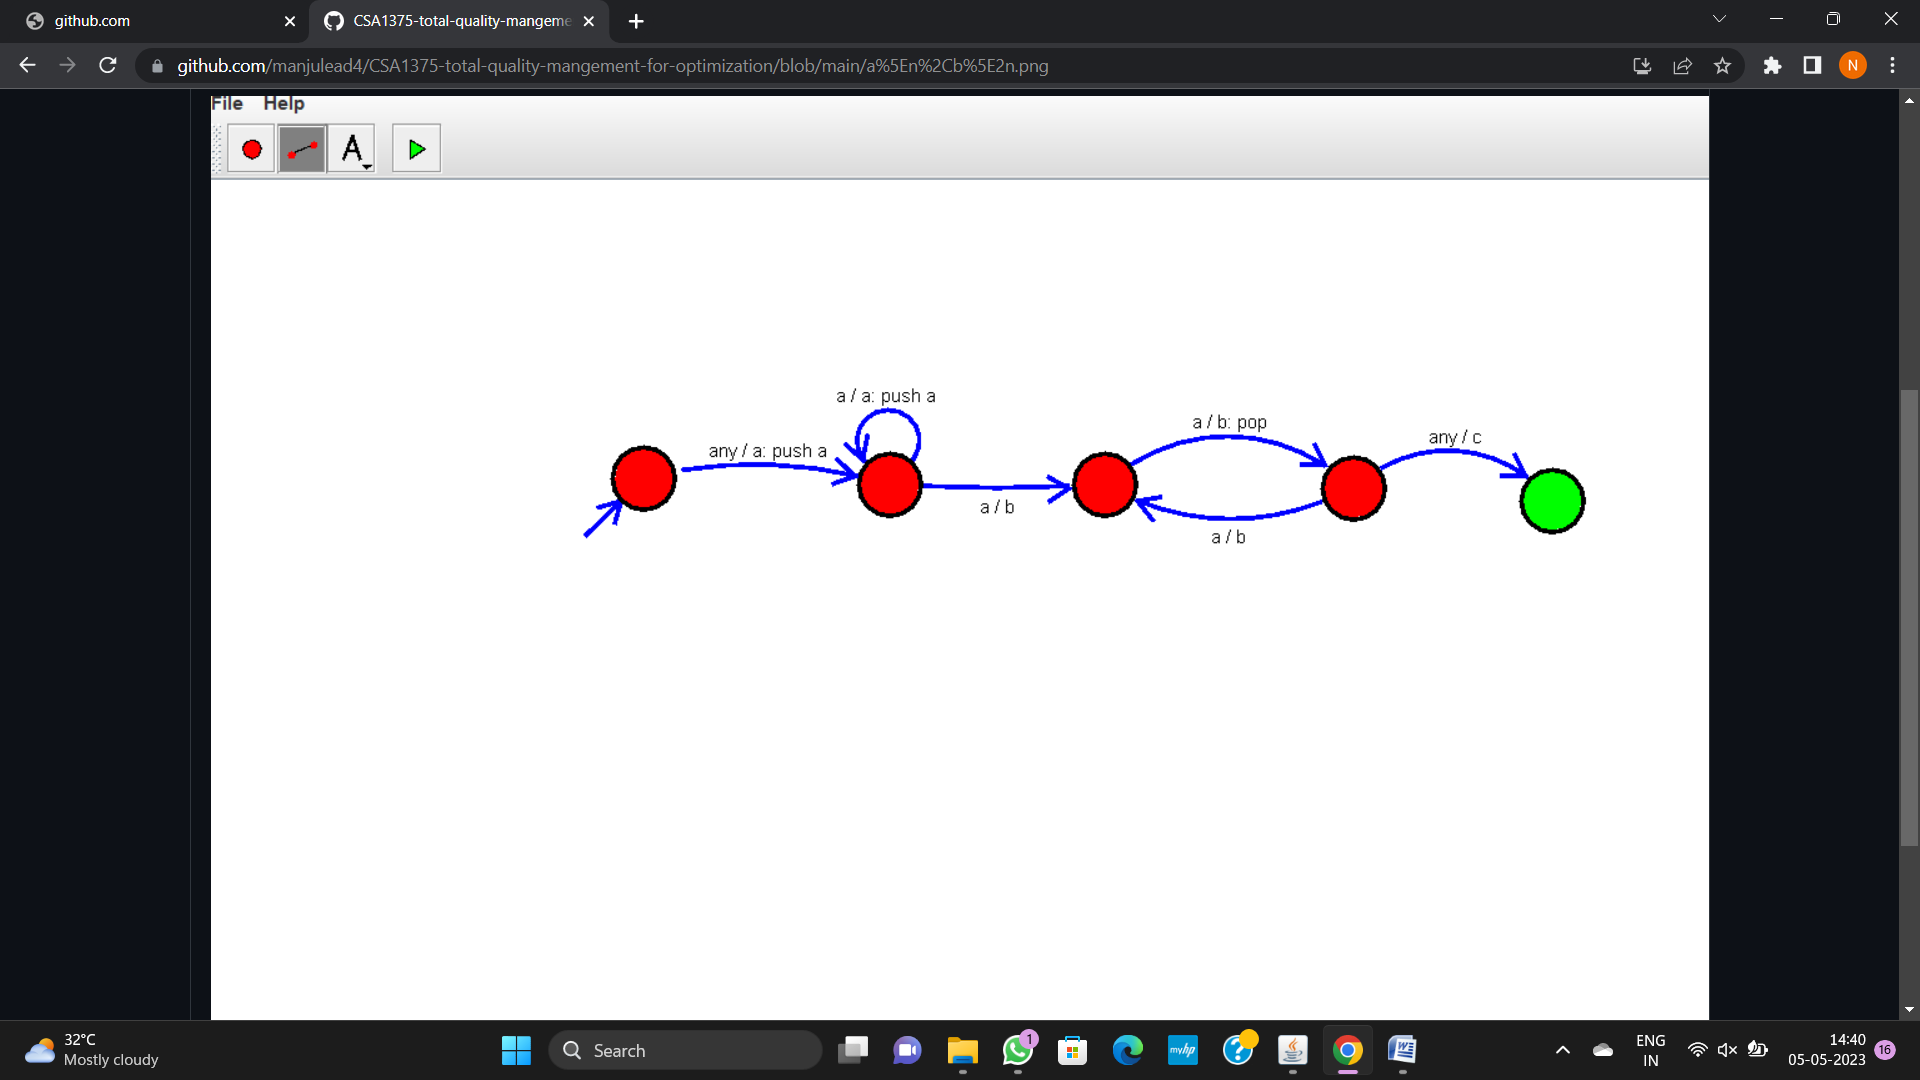 github.com
CSA1375-total-quality-mangeme
github.com/manjulead4/CSA1375-total-quality-mangement-for-optimization/blob/main/a%5En%2Cb%5E2n.png
N
File Help
A
a / a: push a
any / a: push a
a / b
a / b: pop
a / b
any / c
32°C
Mostly cloudy
Search
1
myhp
?
W
ENG
IN
14:40
05-05-2023
16